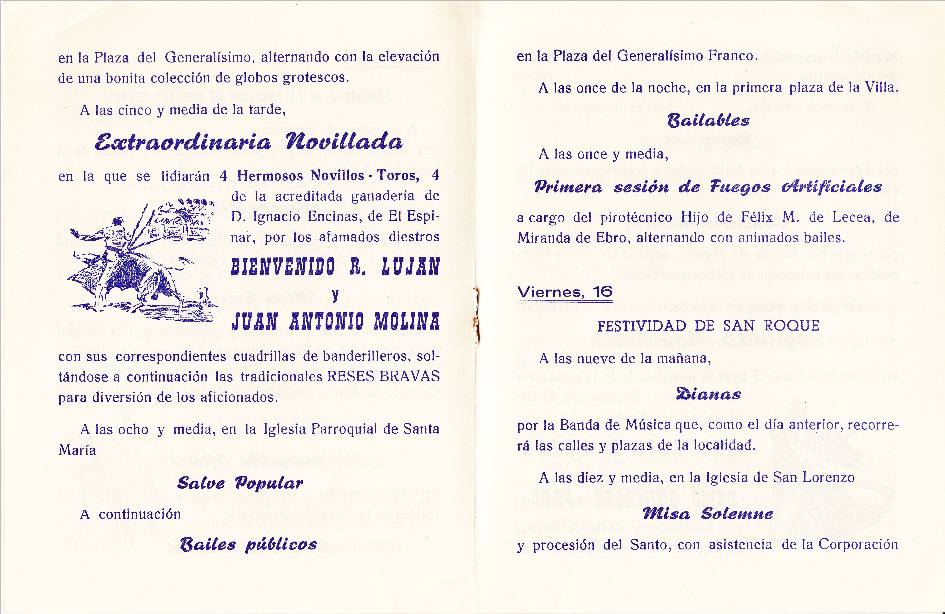 en la Plaza del Generalísimo, alternando con la elevación
de una bonita colección de globos grotescos.
A las cinco y media de la tarde,
Extraordinaria Novillada
en la que se lidiarán 4 Hermosos Novillos - Toros, 4
de la acreditada ganadería de
D. Ignacio Encinas, de El Espi-
nar, por los afamados diestros
BIENVENIDO R. LUJAN
y
JUAN ANTONIO MOLINA
con sus correspondientes cuadrillas de banderilleros, sol-
tándose a continuación las tradicionales RESES BRAVAS
para diversión de los aficionados.
A las ocho y media, en la Iglesia Parroquial de Santa
María
Salve Popular
A continuación
Bailes públicos
en la Plaza del Generalísimo Franco.
A las once de la noche, en la primera plaza de la Villa.
Bailables
A las once y media,
Primera sesión de Fuegos Artificiales
a cargo del pirotécnico Hijo de Félix M. de Lecea, de
Miranda de Ebro, alternando con animados bailes.
Viernes, 16
FESTIVIDAD DE SAN ROQUE
A las nueve de la mañana,
Dianas
por la Banda de Música que, como el día anterior, recorre-
rá las calles y plazas de la localidad.
A las diez y media, en la Iglesia de San Lorenzo
Misa Solemne
y procesión del Santo, con asistencia de la Corporación